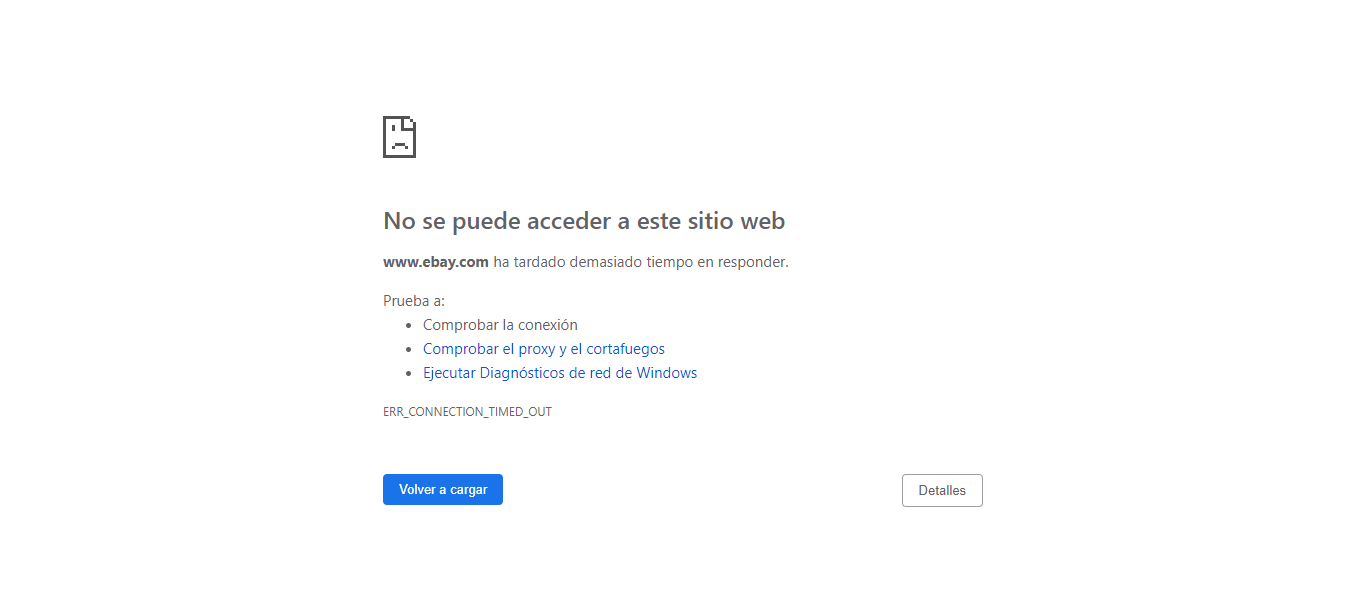 No se puede acceder a este sitio web
www.ebay.com ha tardado demasiado tiempo en responder.
Prueba a:
Comprobar la conexión
Comprobar el proxy y el cortafuegos
Ejecutar Diagnósticos de red de Windows
ERR_CONNECTION_TIMED_OUT
Volver a cargar
Detalles